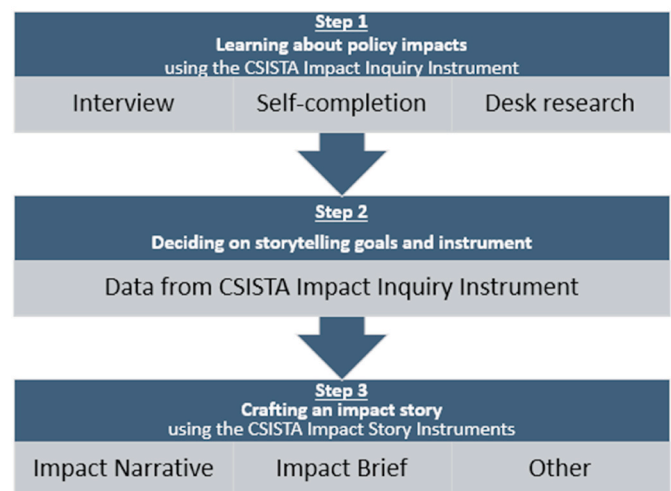 Step 1
Learning about policy impacts
using the CSISTA Impact Inquiry Instrument
Interview
Self-completion
Desk research
Step 2
Deciding on storytelling goals and instrument
Data from CSISTA Impact Inquiry Instrument
Step 3
Crafting an impact story
using the CSISTA Impact Story Instruments
Impact Narrative
Impact Brief
Other